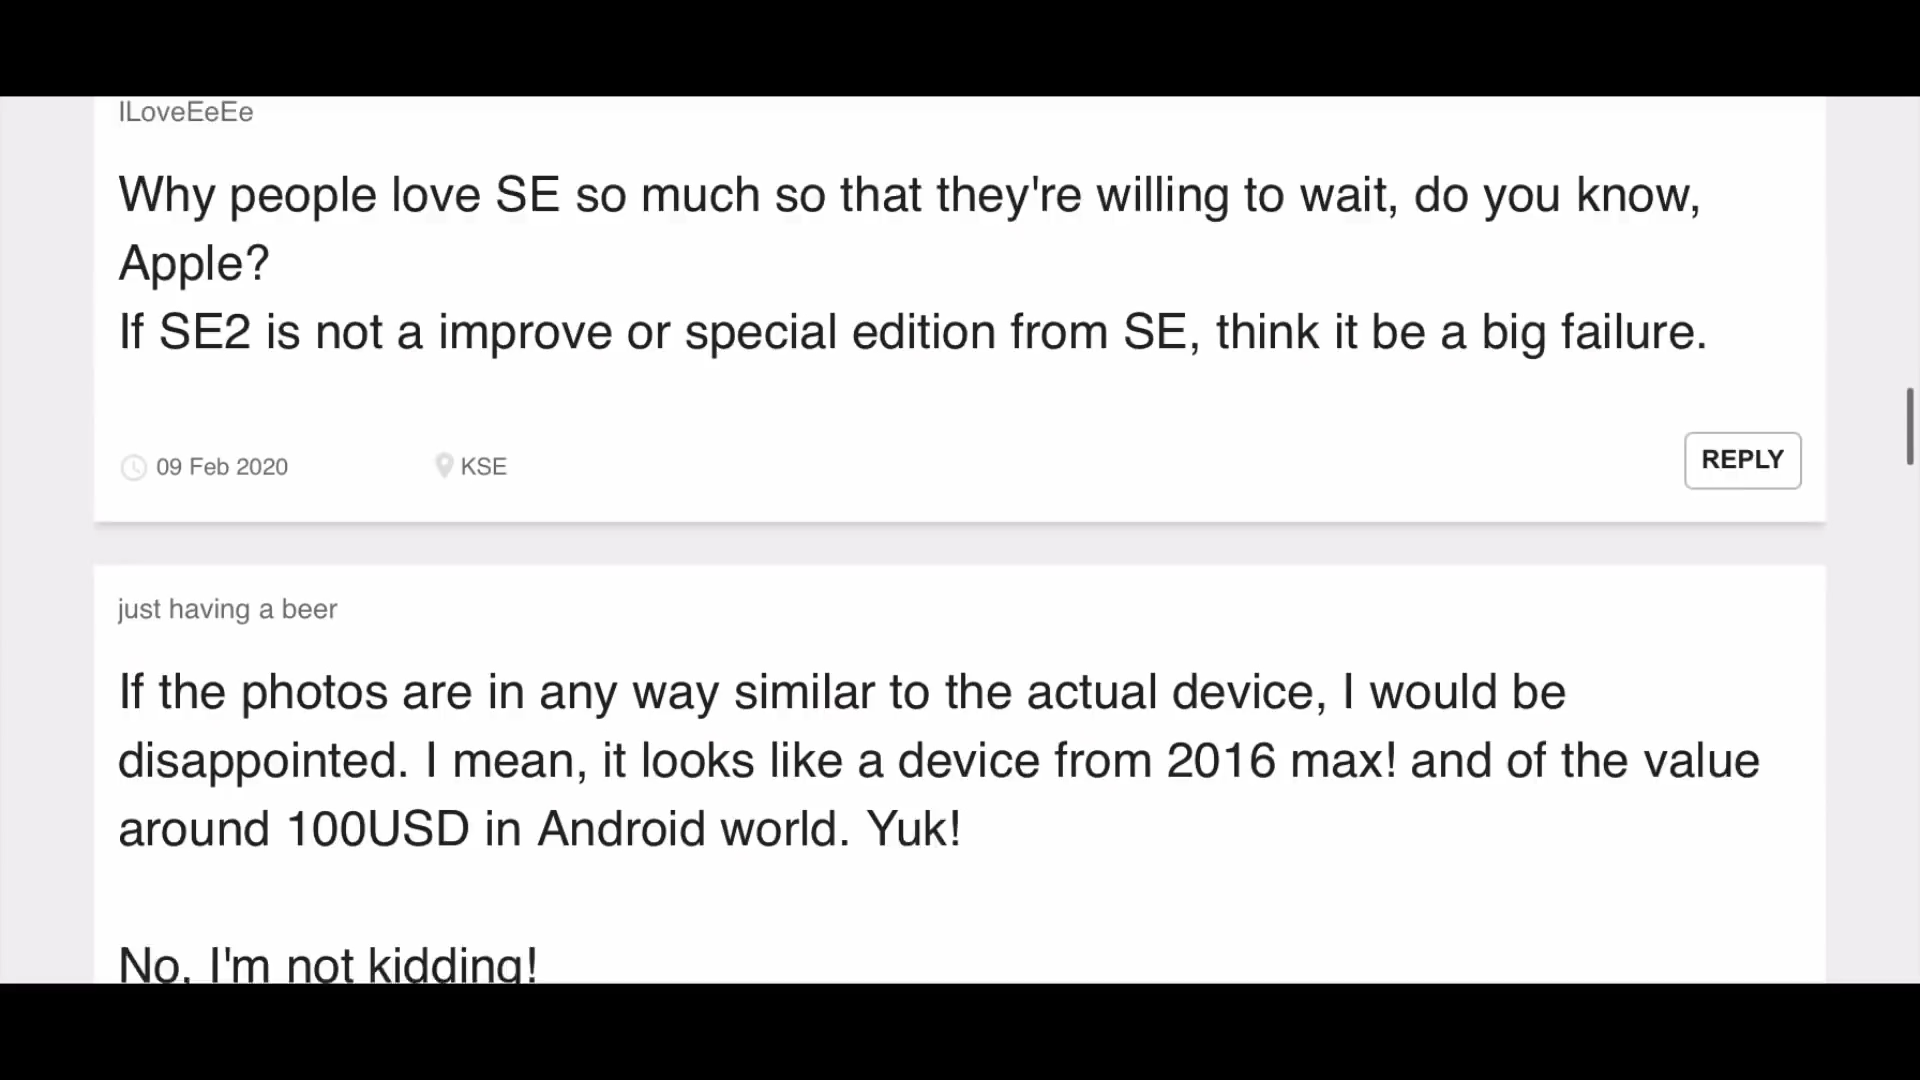 ILoveEeEe
Why people love SE so much so that they're willing to wait, do you know,
Apple?
If SE2 is not a improve or special edition from SE, think it be a big failure.
09 Feb 2020
KSE
REPLY
just having a beer
If the photos are in any way similar to the actual device, I would be
disappointed. I mean, it looks like a device from 2016 max! and of the value
around 100USD in Android world. Yuk!
No, I'm not kidding!